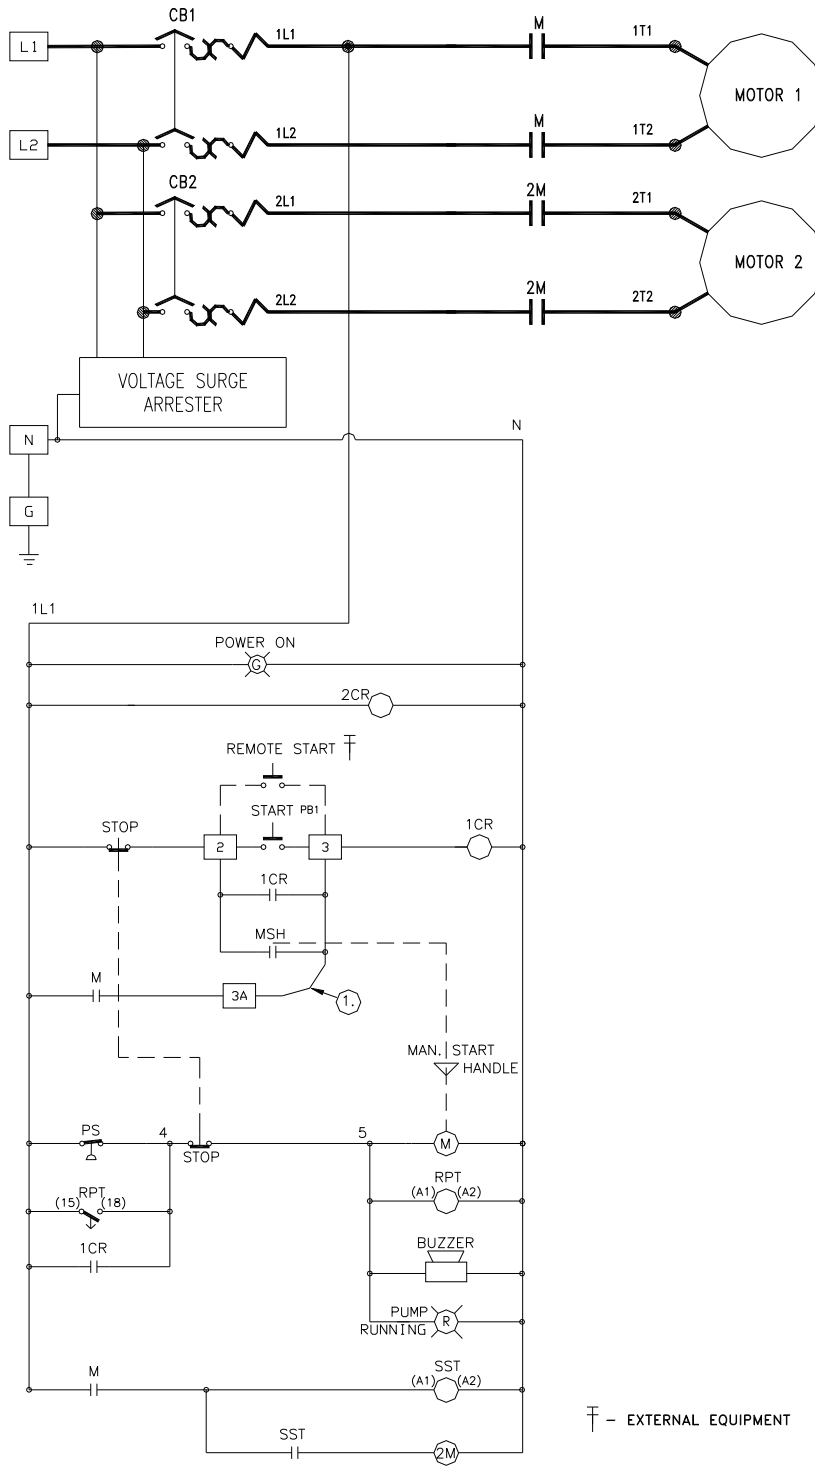 CB1
L1
1L1
M
1T1
MOTOR 1
L2
1L2
M
1T2
CB2
2L1
2M
2T1
MOTOR 2
2L2
2M
2T2
VOLTAGE SURGE
ARRESTER
N
N
G
1L1
POWER ON
G
2CR
REMOTE START
START PB1
STOP
2
3
1CR
1CR
MSH
M
3A
1.
MAN. START
HANDLE
PS
4
STOP
5
M
RPT
(15) (18)
RPT
(A1) (A2)
1CR
BUZZER
PUMP
RUNNING
R
M
SST
(A1) (A2)
SST
2M
- EXTERNAL EQUIPMENT